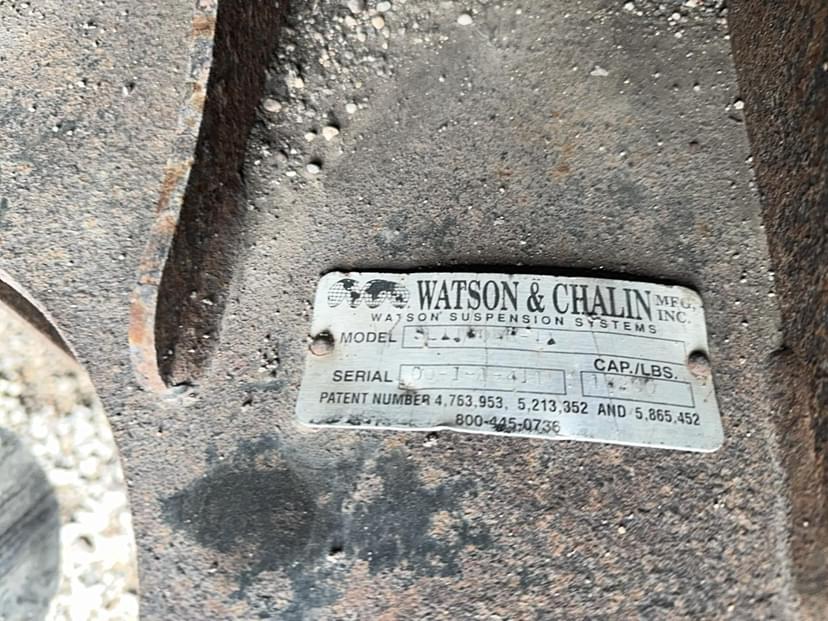 WATSON & CHALIN MFG. INC.
WATSON SUSPENSION SYSTEMS
MODEL
CAP./LBS.
SERIAL
PATENT NUMBER 4,763,953, 5,213,352 AND 5,865,452
800-445-0736